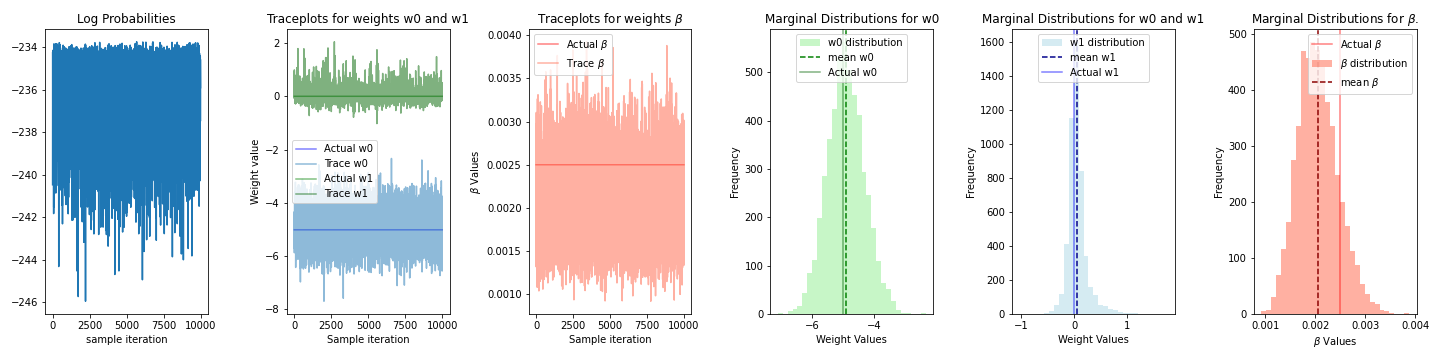 Log Probabilities
−234
−236
−238
−240
−242
−244
−246
0
2500
5000
7500
10000
sample iteration
Traceplots for weights w0 and w1
Weight value
2
0
−2
−4
−6
−8
Actual w0
Trace w0
Actual w1
Trace w1
0
2500
5000
7500
10000
Sample iteration
Traceplots for weights β
β Values
0.0040
0.0035
0.0030
0.0025
0.0020
0.0015
0.0010
Actual β
Trace β
0
2500
5000
7500
10000
Sample iteration
Marginal Distributions for w0
Frequency
500
400
300
200
100
0
w0 distribution
mean w0
Actual w0
−6
−4
Weight Values
Marginal Distributions for w0 and w1
Frequency
1600
1400
1200
1000
800
600
400
200
0
w1 distribution
mean w1
Actual w1
−1
0
1
Weight Values
Marginal Distributions for β.
Frequency
500
400
300
200
100
0
Actual β
β distribution
mean β
0.001
0.002
0.003
0.004
β Values